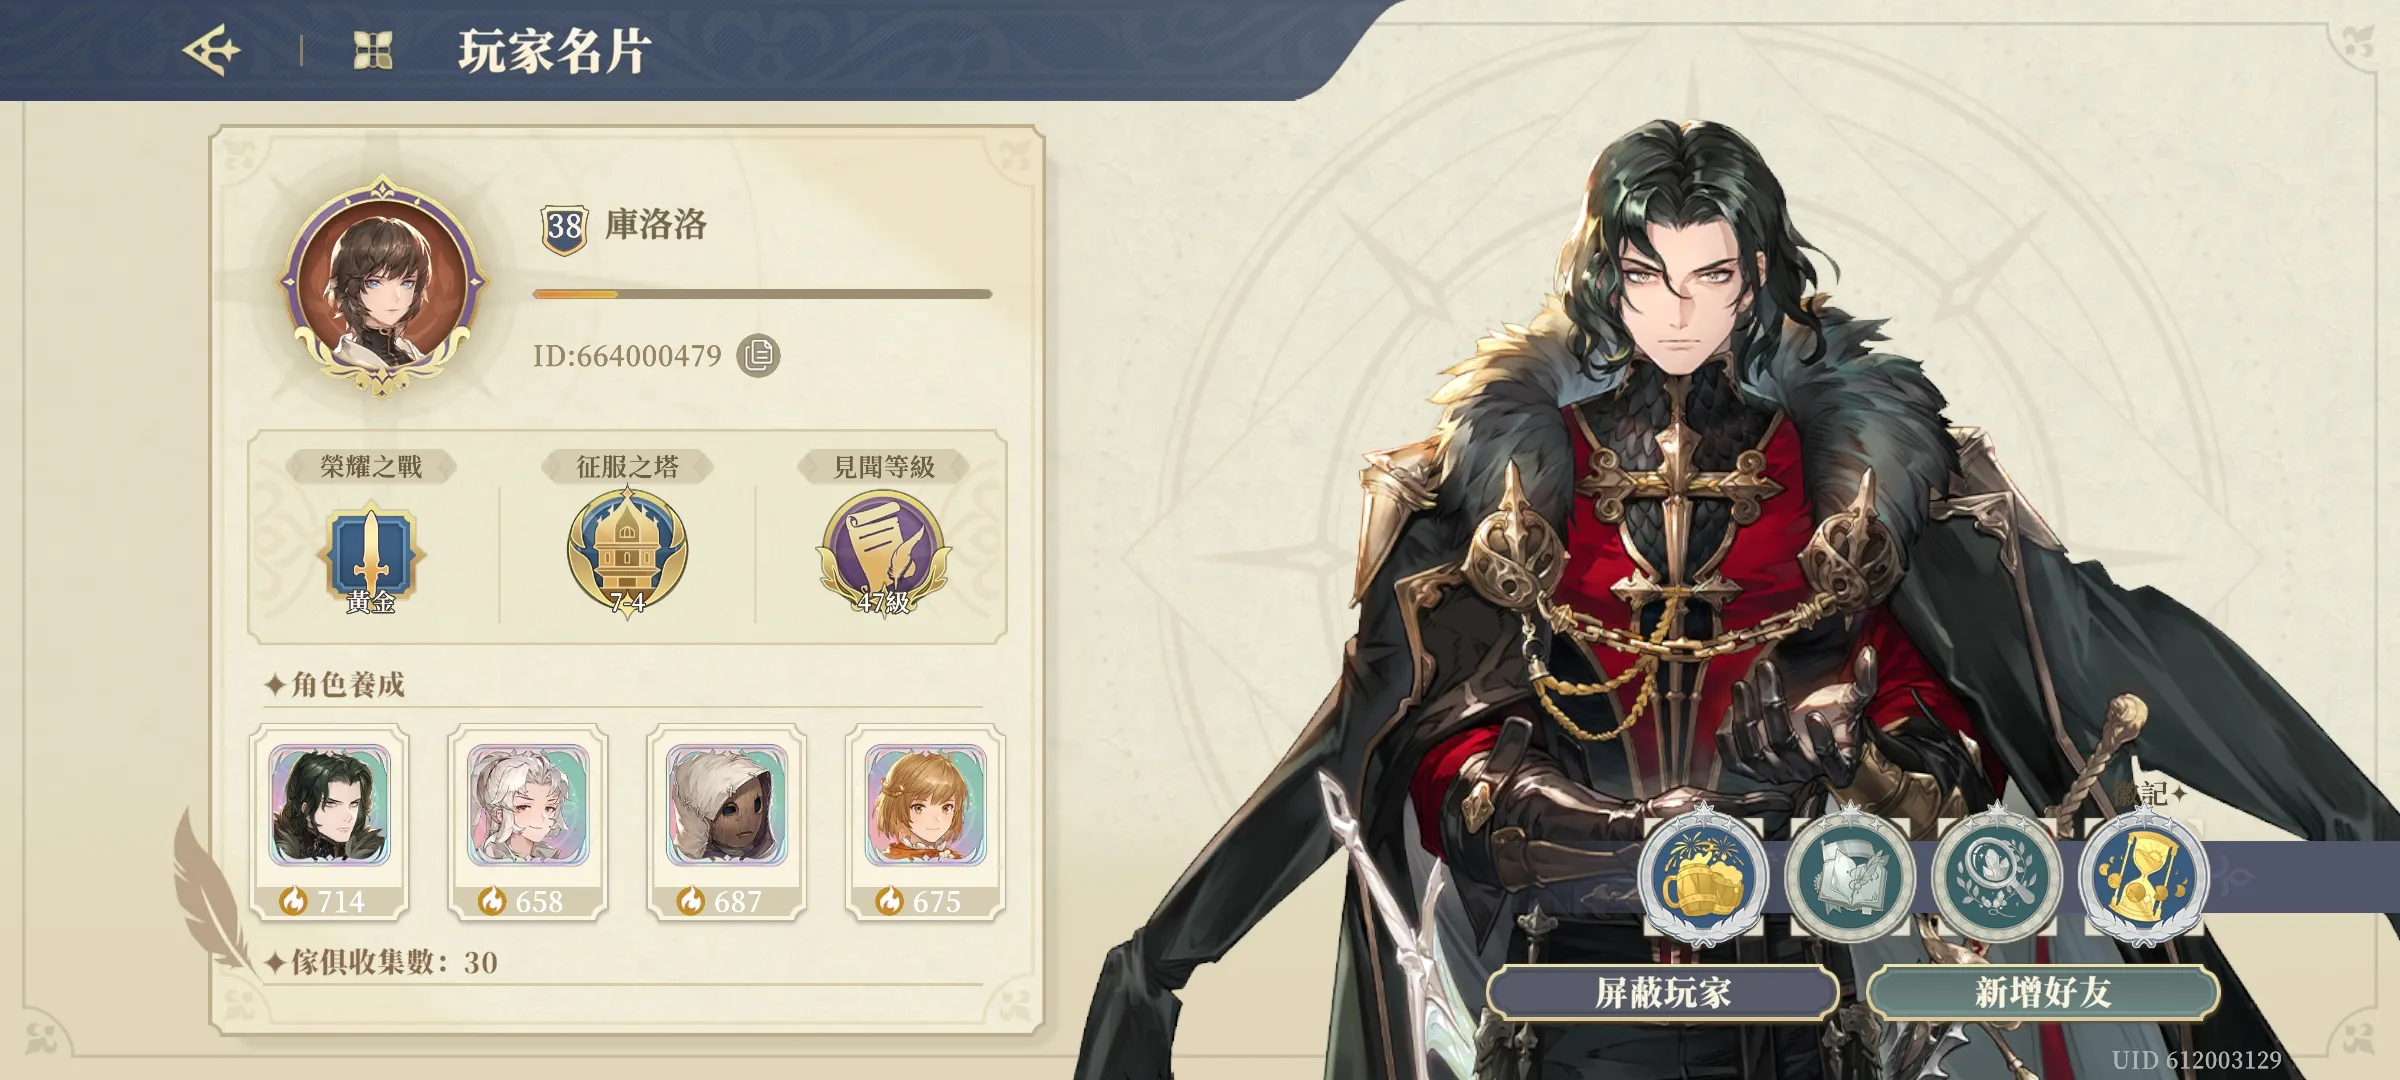 玩家名片
38 庫洛洛
ID:664000479
榮耀之戰 征服之塔 見聞等級
黃金 7-4 47級
角色養成
714 658 687 675
傢俱收集數：30
記
屏蔽玩家 新增好友
UID 612003129